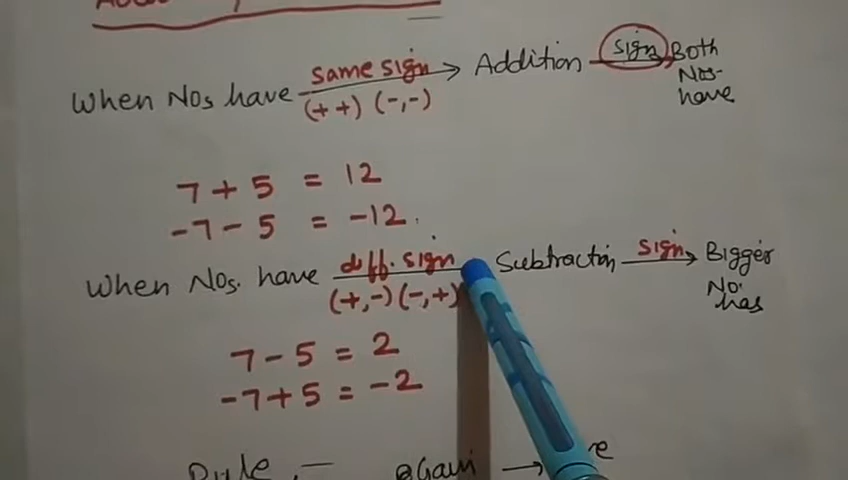 When Nos have same sign → Addition → sign Both Nos. have
(+ +) (-,-)
7 + 5 = 12
-7 - 5 = -12.
When Nos. have diff. sign Subtraction → sign Bigger No. has
(+,-) (-,+)
7 - 5 = 2
-7 + 5 = -2
Rule :- →